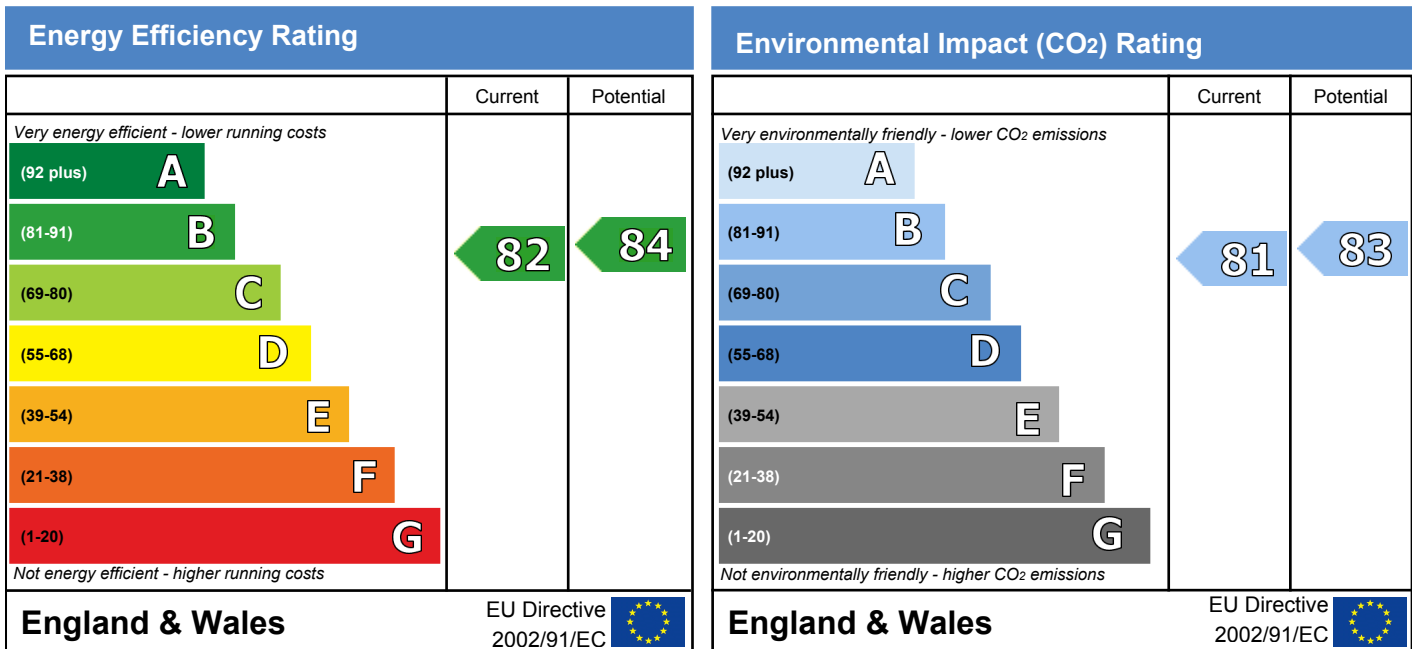 Energy Efficiency Rating
Current Potential
Very energy efficient - lower running costs
(92 plus) A
(81-91) B
(69-80) C
(55-68) D
(39-54) E
(21-38) F
(1-20) G
82
84
Not energy efficient - higher running costs
England & Wales
EU Directive
2002/91/EC
Environmental Impact (CO2) Rating
Current Potential
Very environmentally friendly - lower CO2 emissions
(92 plus) A
(81-91) B
(69-80) C
(55-68) D
(39-54) E
(21-38) F
(1-20) G
81
83
Not environmentally friendly - higher CO2 emissions
England & Wales
EU Directive
2002/91/EC